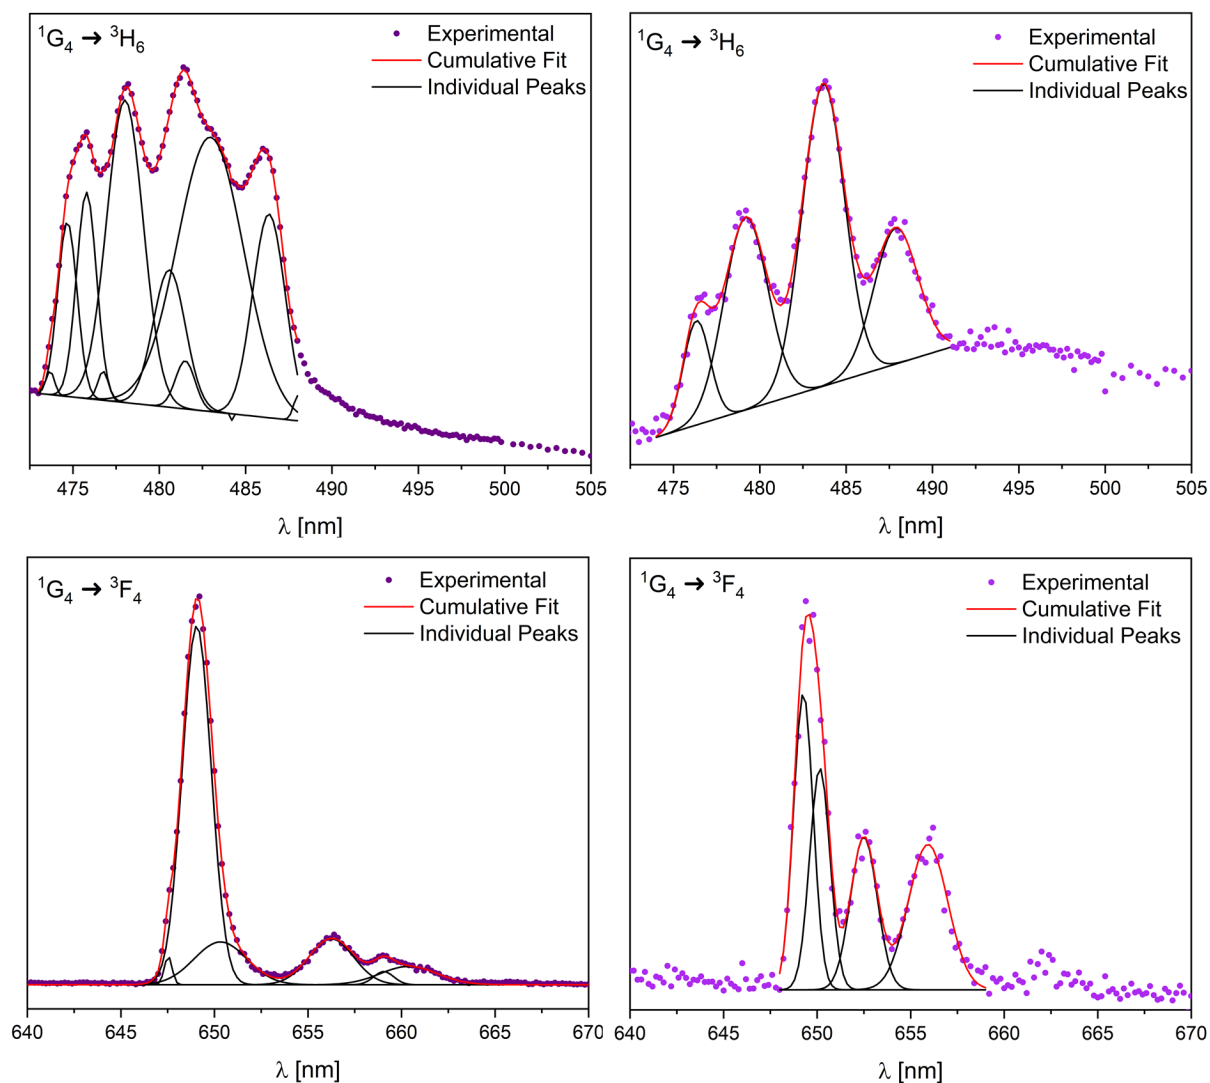 ¹G₄ → ³H₆
Experimental
Cumulative Fit
Individual Peaks
475 480 485 490 495 500 505
λ [nm]
¹G₄ → ³H₆
Experimental
Cumulative Fit
Individual Peaks
475 480 485 490 495 500 505
λ [nm]
¹G₄ → ³F₄
Experimental
Cumulative Fit
Individual Peaks
640 645 650 655 660 665 670
λ [nm]
¹G₄ → ³F₄
Experimental
Cumulative Fit
Individual Peaks
640 645 650 655 660 665 670
λ [nm]